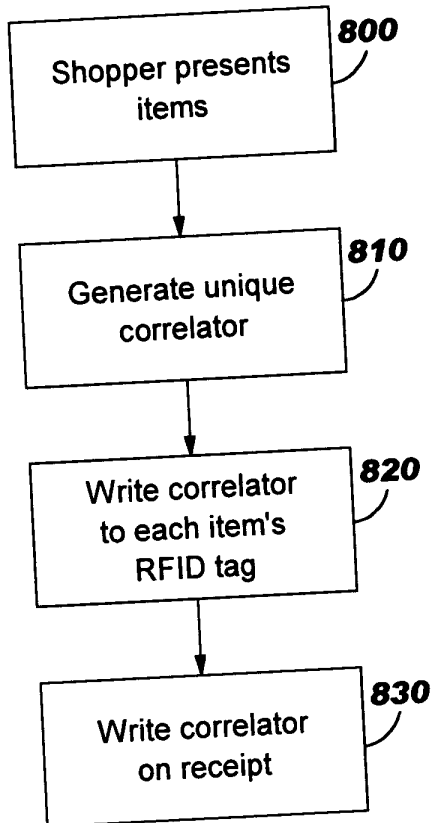 Shopper presents
items
800
Generate unique
correlator
810
Write correlator
to each item's
RFID tag
820
Write correlator
on receipt
830